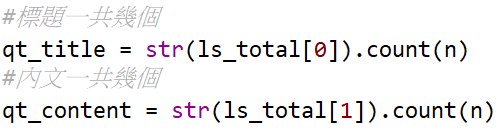 #標題一共幾個
qt_title = str(ls_total[0]).count(n)
#內文一共幾個
qt_content = str(ls_total[1]).count(n)